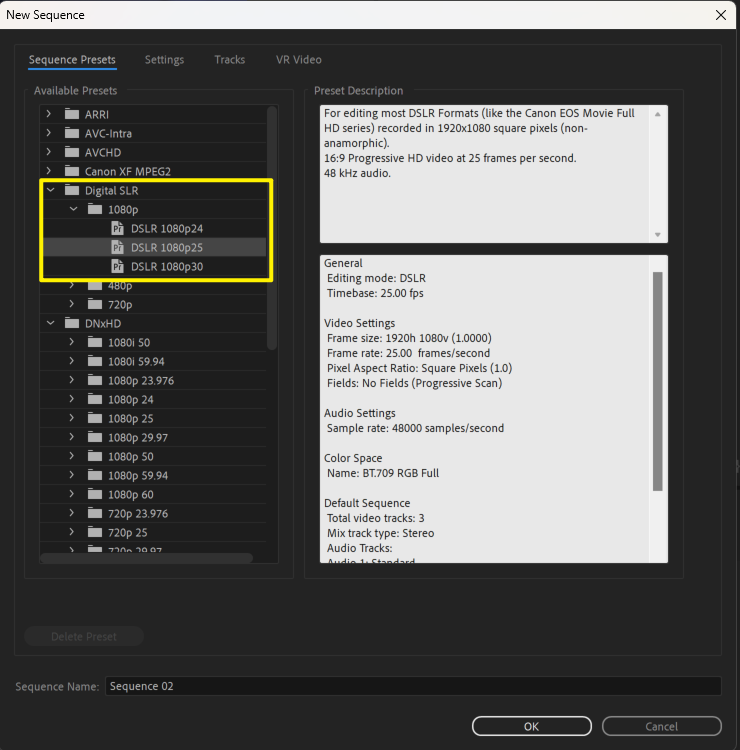 New Sequence
Sequence Presets Settings Tracks VR Video
Available Presets
ARRI
AVC-Intra
AVCHD
Canon XF MPEG2
Digital SLR
1080p
Pr DSLR 1080p24
Pr DSLR 1080p25
Pr DSLR 1080p30
480p
720p
DNxHD
1080i 50
1080i 59.94
1080p 23.976
1080p 24
1080p 25
1080p 29.97
1080p 50
1080p 59.94
1080p 60
720p 23.976
720p 25
720p 29.97
Preset Description
For editing most DSLR Formats (like the Canon EOS Movie Full
HD series) recorded in 1920x1080 square pixels (non-
anamorphic).
16:9 Progressive HD video at 25 frames per second.
48 kHz audio.
General
Editing mode: DSLR
Timebase: 25.00 fps
Video Settings
Frame size: 1920h 1080v (1.0000)
Frame rate: 25.00 frames/second
Pixel Aspect Ratio: Square Pixels (1.0)
Fields: No Fields (Progressive Scan)
Audio Settings
Sample rate: 48000 samples/second
Color Space
Name: BT.709 RGB Full
Default Sequence
Total video tracks: 3
Mix track type: Stereo
Audio Tracks:
Audio 1: Standard
Delete Preset
Sequence Name: Sequence 02
OK Cancel